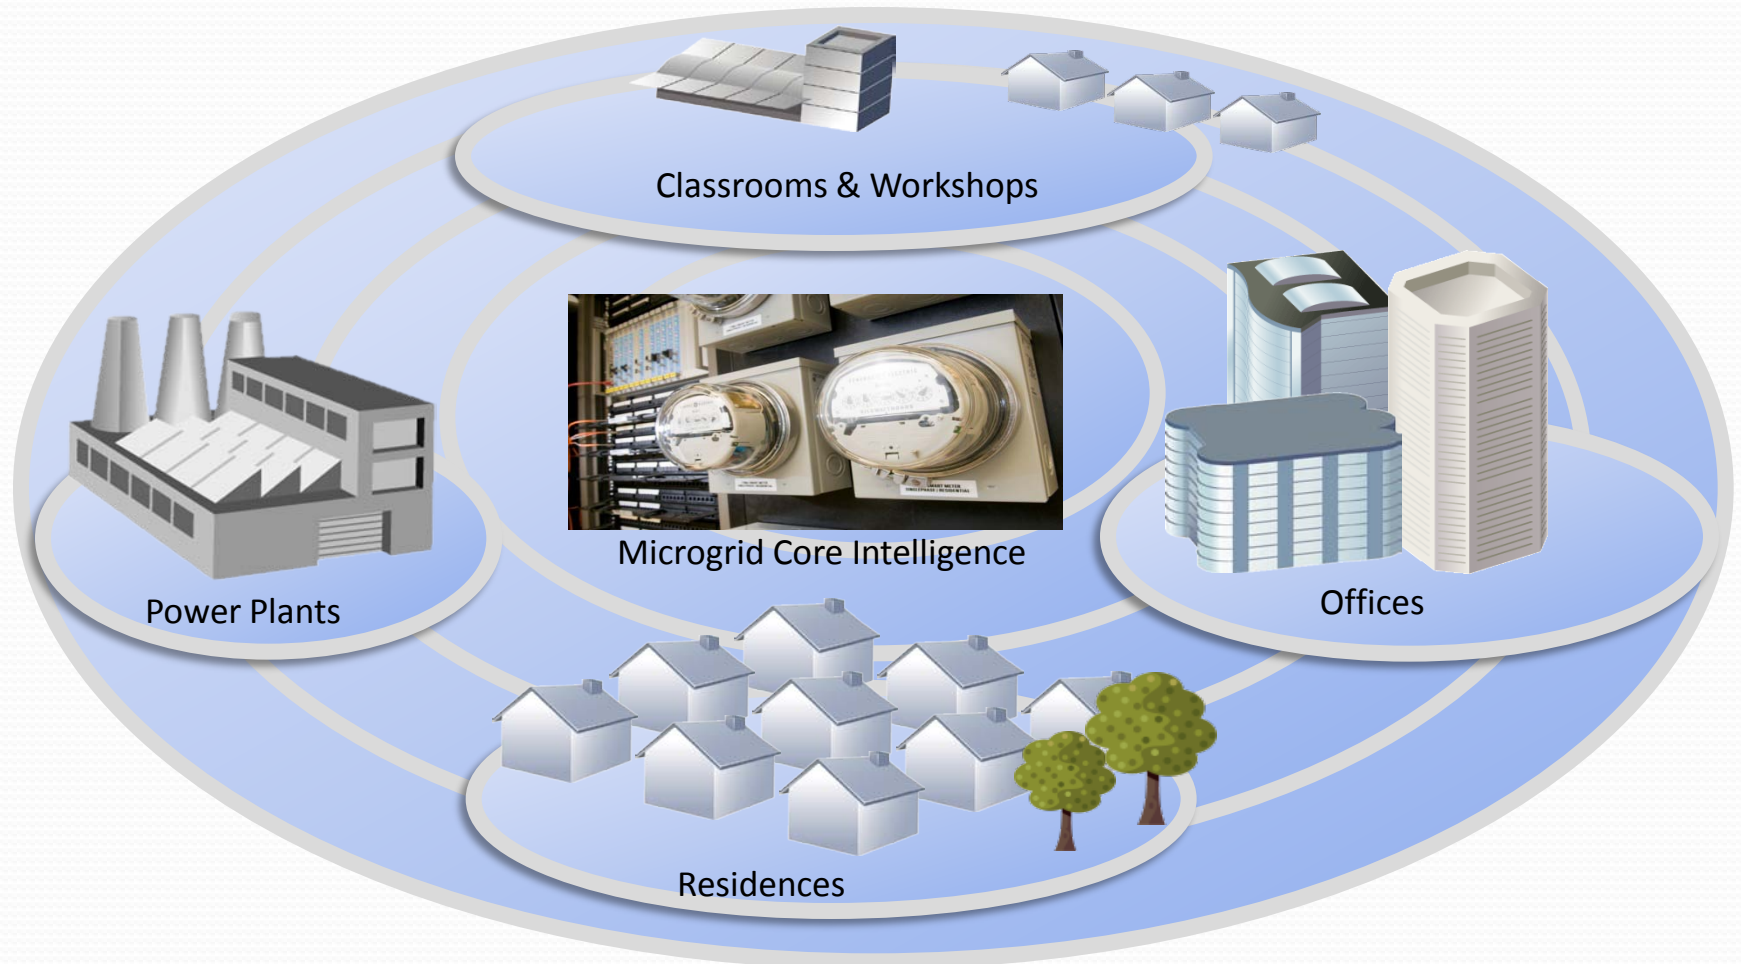 Classrooms & Workshops
Microgrid Core Intelligence
Power Plants
Offices
Residences